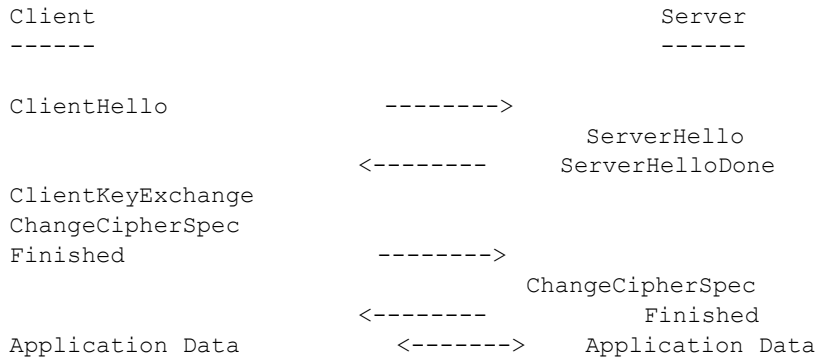 Client                                               Server
------                                               ------

ClientHello                  -------->
                                                ServerHello
                           <--------      ServerHelloDone
ClientKeyExchange
ChangeCipherSpec
Finished                     -------->
                                           ChangeCipherSpec
                           <--------               Finished
Application Data              <------->     Application Data